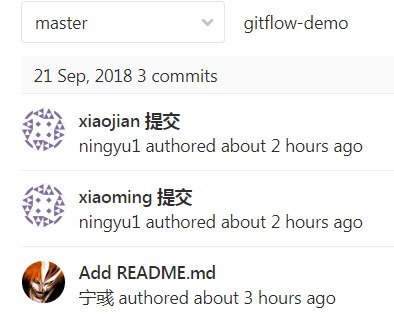 master gitflow-demo
21 Sep, 2018 3 commits
xiaojian 提交
ningyu1 authored about 2 hours ago
xiaoming 提交
ningyu1 authored about 2 hours ago
Add README.md
宁彧 authored about 3 hours ago